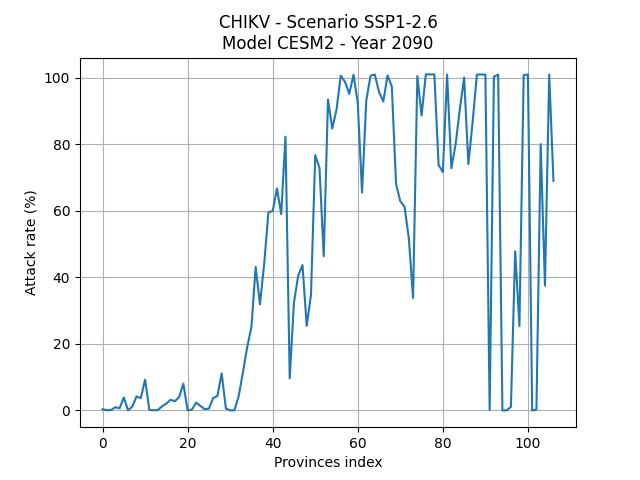 CHIKV - Scenario SSP1-2.6
Model CESM2 - Year 2090
100
80
60
40
20
0
Attack rate (%)
0 20 40 60 80 100
Provinces index